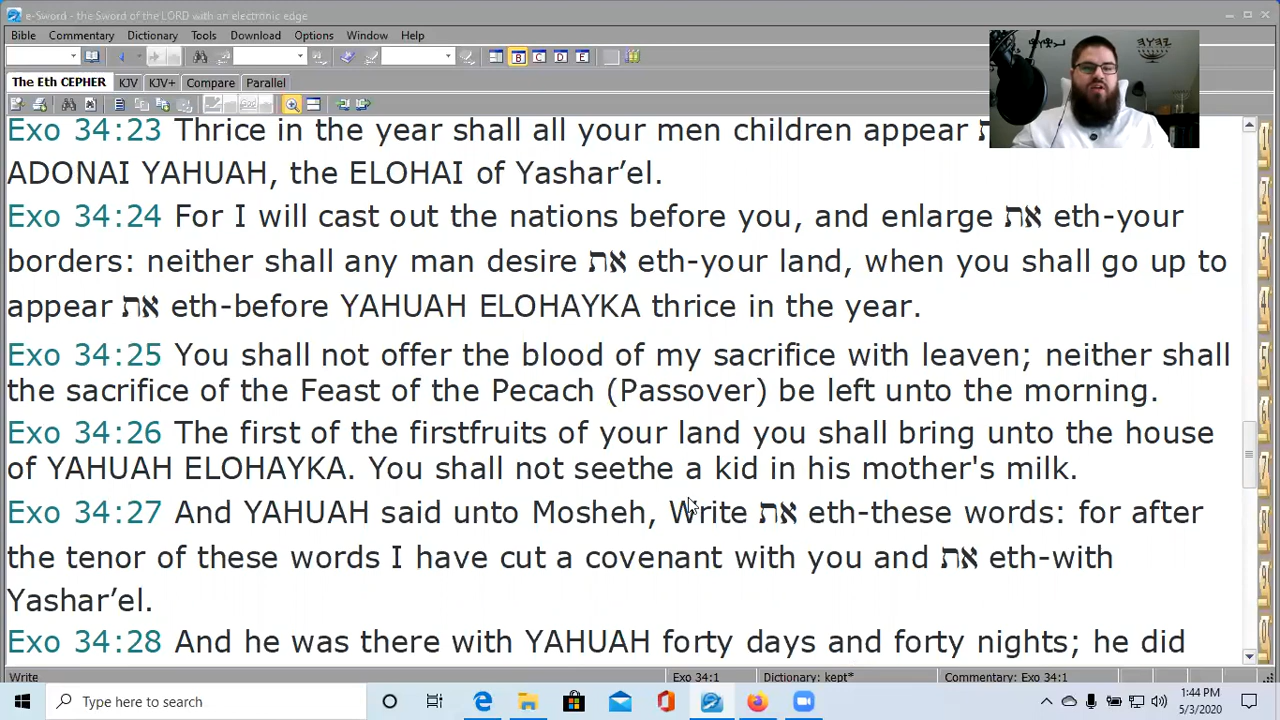 e-Sword - the Sword of the LORD with an electronic edge
Bible Commentary Dictionary Tools Download Options Window Help
B C D E
The Eth CEPHER KJV KJV+ Compare Parallel
Exo 34:23 Thrice in the year shall all your men children appear
ADONAI YAHUAH, the ELOHAI of Yashar’el.
Exo 34:24 For I will cast out the nations before you, and enlarge את eth-your
borders: neither shall any man desire את eth-your land, when you shall go up to
appear את eth-before YAHUAH ELOHAYKA thrice in the year.
Exo 34:25 You shall not offer the blood of my sacrifice with leaven; neither shall
the sacrifice of the Feast of the Pecach (Passover) be left unto the morning.
Exo 34:26 The first of the firstfruits of your land you shall bring unto the house
of YAHUAH ELOHAYKA. You shall not seethe a kid in his mother's milk.
Exo 34:27 And YAHUAH said unto Mosheh, Write את eth-these words: for after
the tenor of these words I have cut a covenant with you and את eth-with
Yashar’el.
Exo 34:28 And he was there with YAHUAH forty days and forty nights; he did
Write Exo 34:1 Dictionary: kept* Commentary: Exo 34:1
Type here to search
1:44 PM
5/3/2020